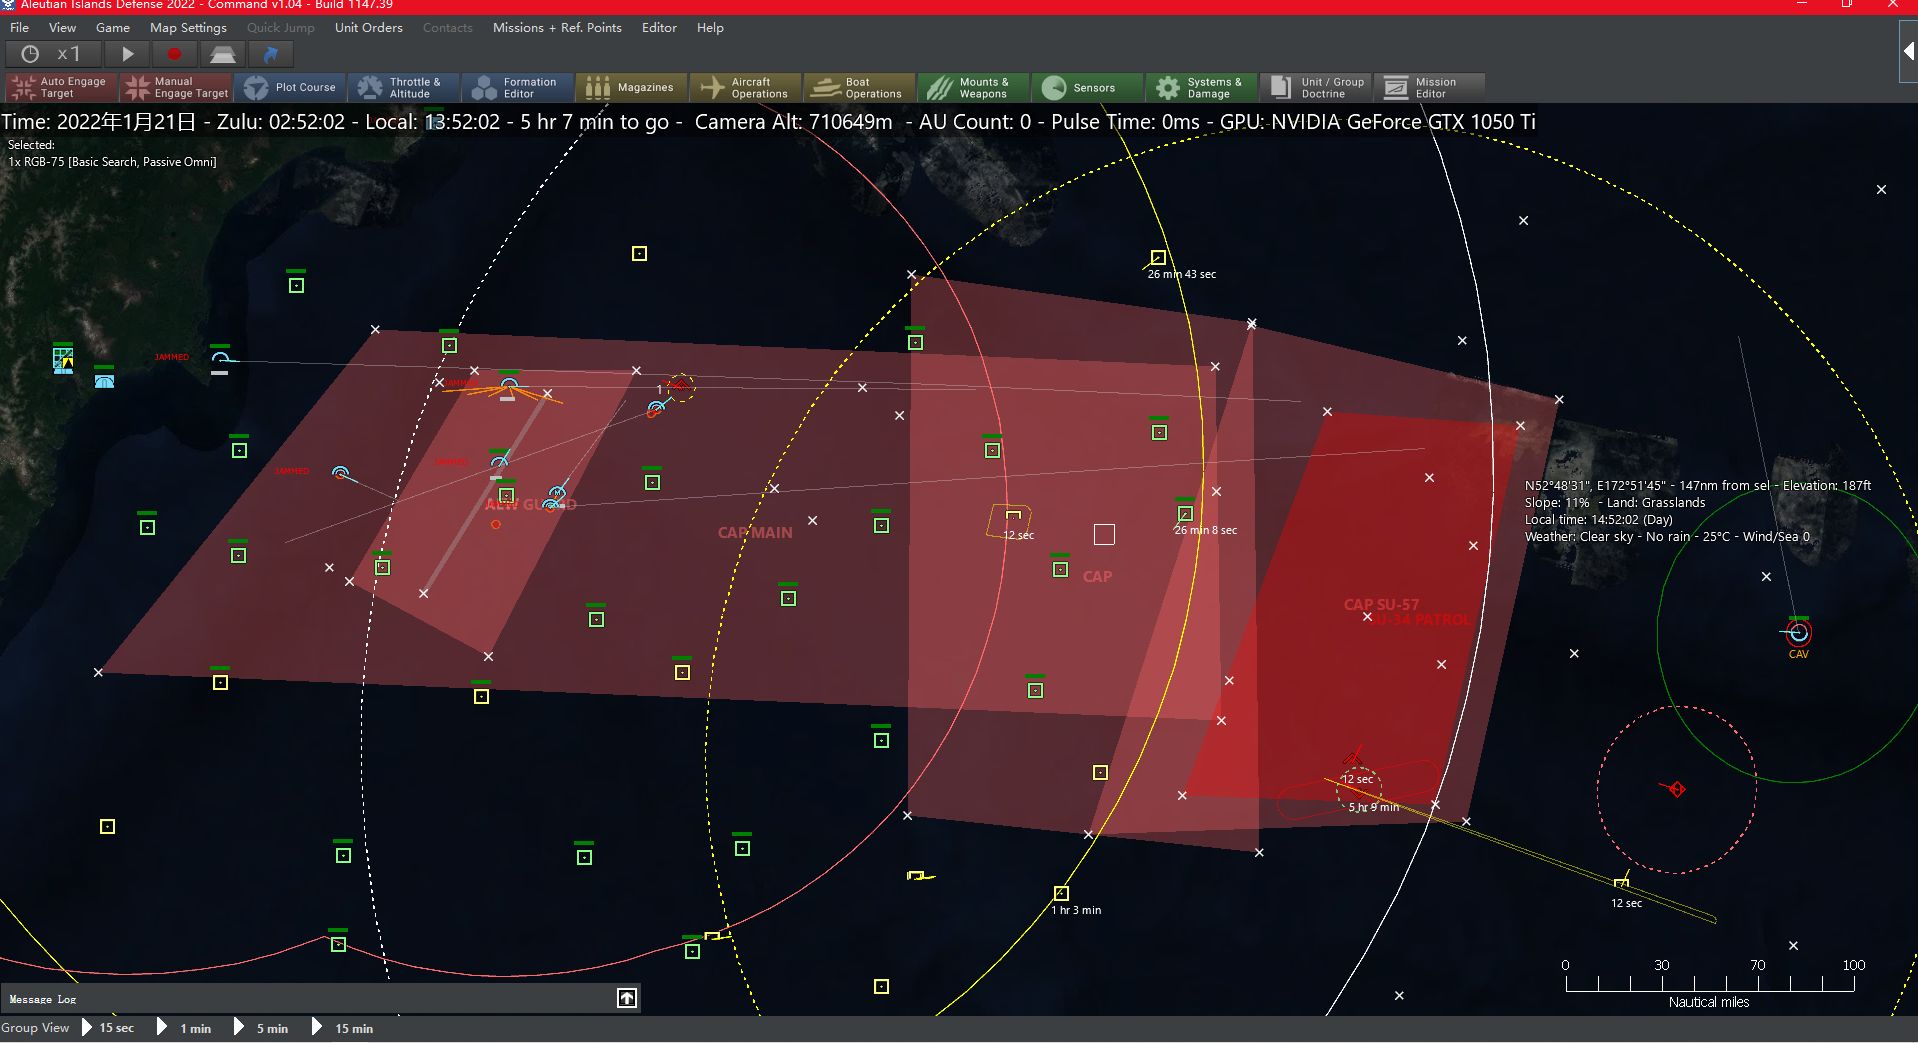 Aleutian Islands Defense 2022 - Command v1.04 - Build 1147.39
File View Game Map Settings Quick Jump Unit Orders Contacts Missions + Ref. Points Editor Help
x1
Auto Engage Target
Manual Engage Target
Plot Course
Throttle & Altitude
Formation Editor
Magazines
Aircraft Operations
Boat Operations
Mounts & Weapons
Sensors
Systems & Damage
Unit / Group Doctrine
Mission Editor
Time: 2022年1月21日 - Zulu: 02:52:02 - Local: 13:52:02 - 5 hr 7 min to go - Camera Alt: 710649m - AU Count: 0 - Pulse Time: 0ms - GPU: NVIDIA GeForce GTX 1050 Ti
Selected:
1x RGB-75 [Basic Search, Passive Omni]
26 min 43 sec
JAMMED
JAMMED
1
JAMMED
JAMMED
AEW GUARD
CAP MAIN
12 sec
26 min 8 sec
CAP
N52°48'31", E172°51'45" - 147nm from sel - Elevation: 187ft
Slope: 11% - Land: Grasslands
Local time: 14:52:02 (Day)
Weather: Clear sky - No rain - 25°C - Wind/Sea 0
CAP SU-57
SU-34 PATROL
CAV
12 sec
5 hr 9 min
12 sec
1 hr 3 min
0 30 70 100
Nautical miles
Message Log
Group View 15 sec 1 min 5 min 15 min